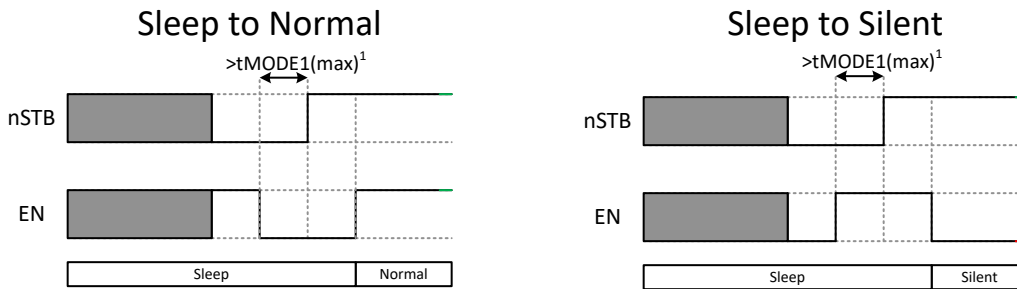 Sleep to Normal
>tMODE1(max)1
nSTB
EN
Sleep
Normal
Sleep to Silent
>tMODE1(max)1
nSTB
EN
Sleep
Silent